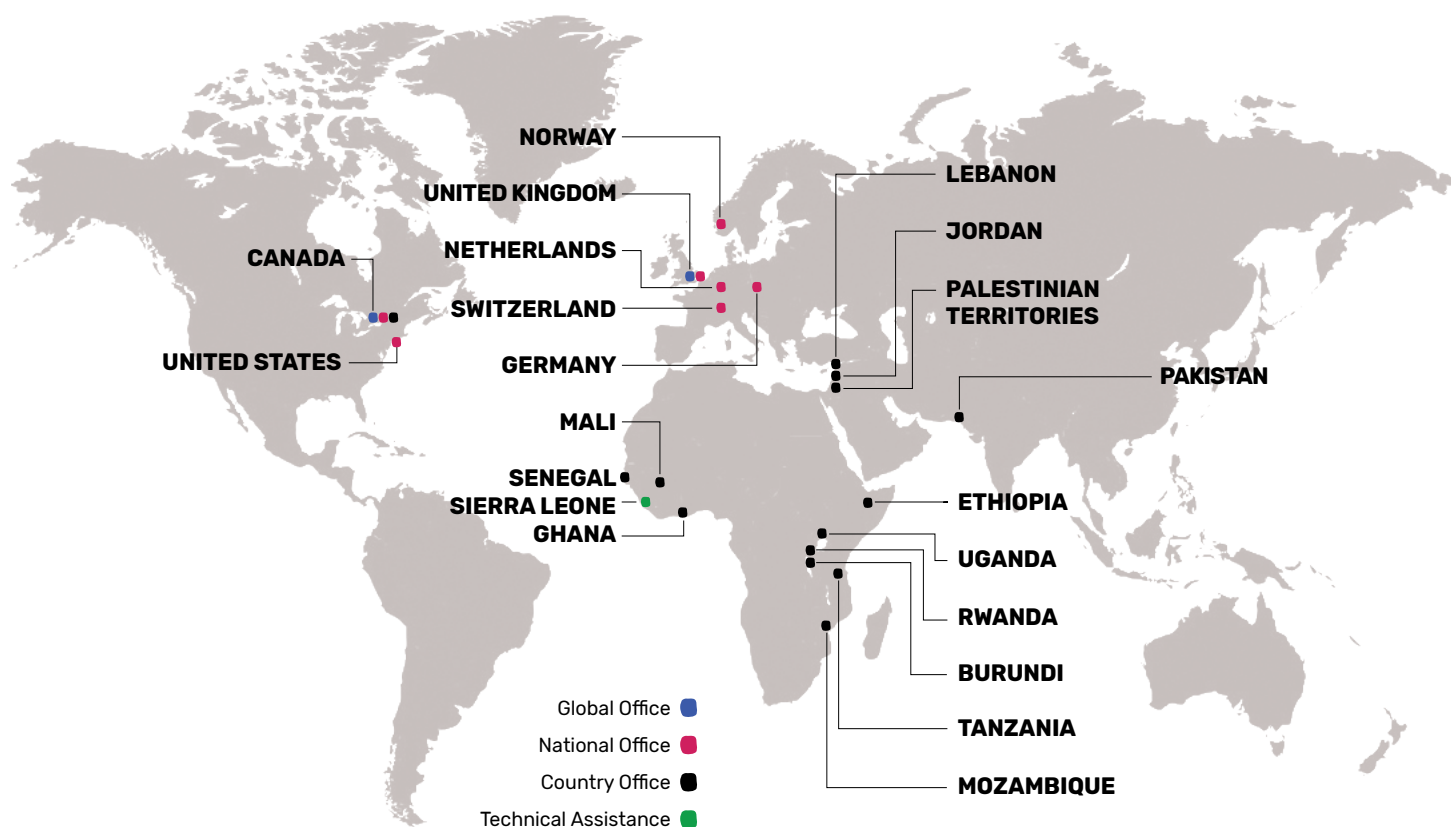 NORWAY
UNITED KINGDOM
NETHERLANDS
CANADA
SWITZERLAND
UNITED STATES
GERMANY
MALI
SENEGAL
SIERRA LEONE
GHANA
LEBANON
JORDAN
PALESTINIAN
TERRITORIES
PAKISTAN
ETHIOPIA
UGANDA
RWANDA
BURUNDI
TANZANIA
MOZAMBIQUE
Global Office
National Office
Country Office
Technical Assistance